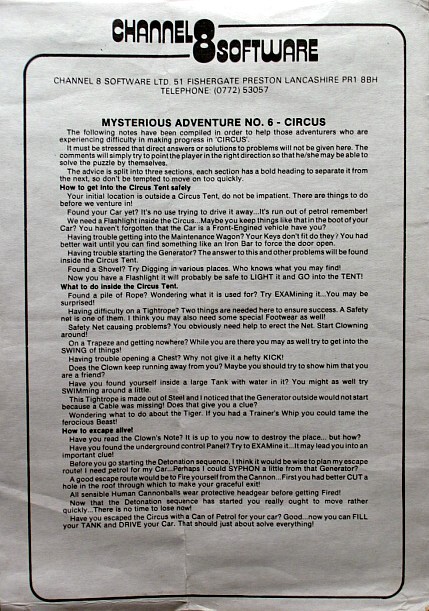 CHANNEL 8 SOFTWARE
CHANNEL 8 SOFTWARE LTD. 51 FISHERGATE PRESTON LANCASHIRE PR1 8BH
TELEPHONE: (0772) 53057
MYSTERIOUS ADVENTURE NO. 6 - CIRCUS
The following notes have been compiled in order to help those adventurers who are
experiencing difficulty in making progress in 'CIRCUS'.
It must be stressed that direct answers or solutions to problems will not be given here. The
comments will simply try to point the player in the right direction so that he/she may be able to
solve the puzzle by themselves.
The advice is split into three sections, each section has a bold heading to separate it from
the next, so don't be tempted to move on too quickly.
How to get into the Circus Tent safely
Your initial location is outside a Circus Tent, do not be impatient. There are things to do
before we venture in!
Found your Car yet? It's no use trying to drive it away...It's run out of petrol remember!
We need a Flashlight inside the Circus...Maybe you keep things like that in the boot of your
Car? You haven't forgotten that the Car is a Front-Engined vehicle have you?
Having trouble getting into the Maintenance Wagon? Your Keys don't fit do they? You had
better wait until you can find something like an Iron Bar to force the door open.
Having trouble starting the Generator? The answer to this and other problems will be found
inside the Circus Tent.
Found a Shovel? Try Digging in various places. Who knows what you may find!
Now you have a Flashlight it will probably be safe to LIGHT it and GO into the TENT!
What to do inside the Circus Tent.
Found a pile of Rope? Wondering what it is used for? Try EXAMining it...You may be
surprised!
Having difficulty on a Tightrope? Two things are needed here to ensure success. A Safety
net is one of them. I think you may also need some special Footwear as well!
Safety Net causing problems? You obviously need help to erect the Net. Start Clowning
around!
On a Trapeze and getting nowhere? While you are there you may as well try to get into the
SWING of things!
Having trouble opening a Chest? Why not give it a hefty KICK!
Does the Clown keep running away from you? Maybe you should try to show him that you
are a friend?
Have you found yourself inside a large Tank with water in it? You might as well try
SWIMming around a little.
This Tightrope is made out of Steel and I noticed that the Generator outside would not start
because a Cable was missing! Does that give you a clue?
Wondering what to do about the Tiger. If you had a Trainer's Whip you could tame the
ferocious Beast!
How to escape alive!
Have you read the Clown's Note? It is up to you now to destroy the place... but how?
Have you found the underground control Panel? Try to EXAMine it...It may lead you into an
important clue!
Before you go starting the Detonation sequence, I think it would be wise to plan my escape
route! I need petrol for my Car...Perhaps I could SYPHON a little from that Generator?
A good escape route would be to Fire yourself from the Cannon...First you had better CUT a
hole in the roof through which to make your graceful exit!
All sensible Human Cannonballs wear protective headgear before getting Fired!
Now that the Detonation sequence has started you really ought to move rather
quickly...There is no time to lose now!
Have you escaped the Circus with a Can of Petrol for your car? Good...now you can FILL
your TANK and DRIVE your Car. That should just about solve everything!